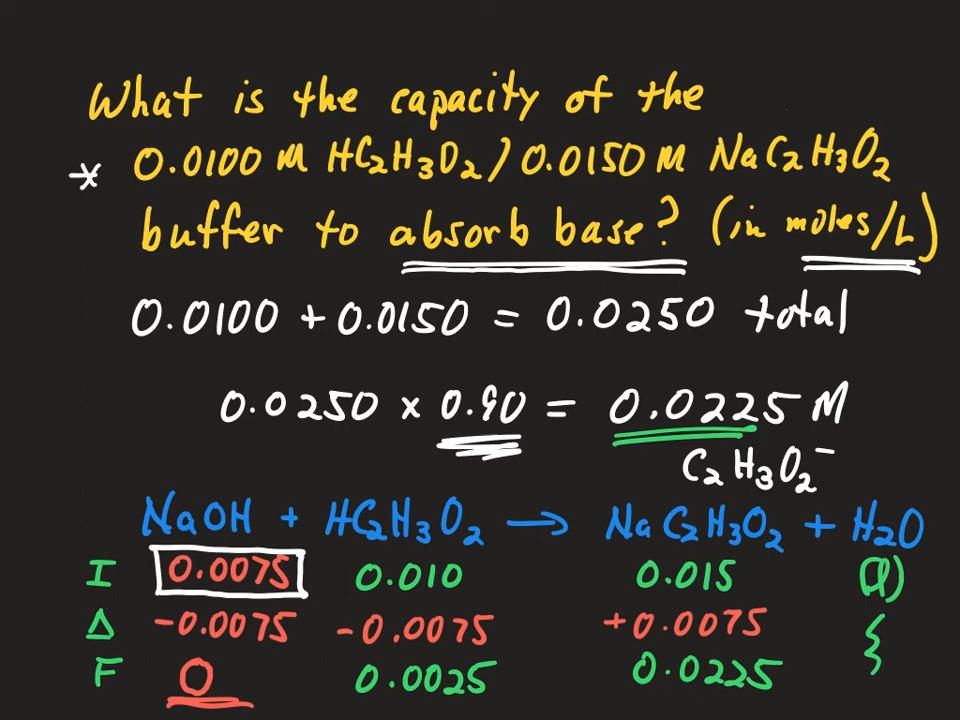 What is the capacity of the
* 0.0100 M HC₂H₃O₂ / 0.0150 M NaC₂H₃O₂
buffer to absorb base? (in moles/L)
0.0100 + 0.0150 = 0.0250 total
0.0250 × 0.90 = 0.0225 M
C₂H₃O₂⁻
NaOH + HC₂H₃O₂ → NaC₂H₃O₂ + H₂O
I 0.0075 0.010 0.015 (l)
Δ -0.0075 -0.0075 +0.0075
F 0 0.0025 0.0225